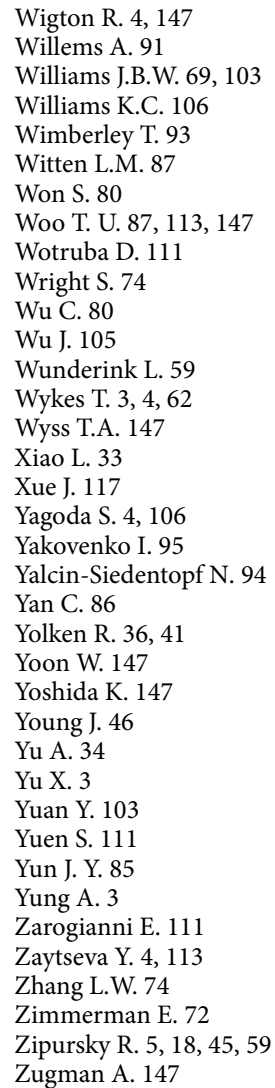 Wigton R. 4, 147
Willems A. 91
Williams J.B.W. 69, 103
Williams K.C. 106
Wimberley T. 93
Witten L.M. 87
Won S. 80
Woo T. U. 87, 113, 147
Wotruba D. 111
Wright S. 74
Wu C. 80
Wu J. 105
Wunderink L. 59
Wykes T. 3, 4, 62
Wyss T.A. 147
Xiao L. 33
Xue J. 117
Yagoda S. 4, 106
Yakovenko I. 95
Yalcin-Siedentopf N. 94
Yan C. 86
Yolken R. 36, 41
Yoon W. 147
Yoshida K. 147
Young J. 46
Yu A. 34
Yu X. 3
Yuan Y. 103
Yuen S. 111
Yun J. Y. 85
Yung A. 3
Zarogianni E. 111
Zaytseva Y. 4, 113
Zhang L.W. 74
Zimmerman E. 72
Zipursky R. 5, 18, 45, 59
Zugman A. 147